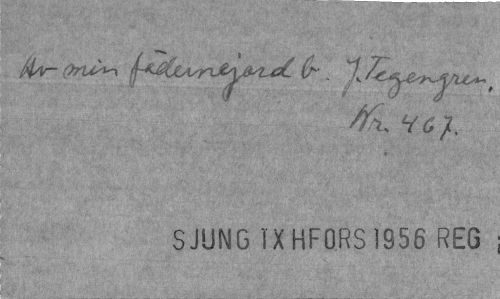 Av min fädernejord b. J. Tegengren.
Nr. 467.
SJUNG IX HFORS 1956 REG